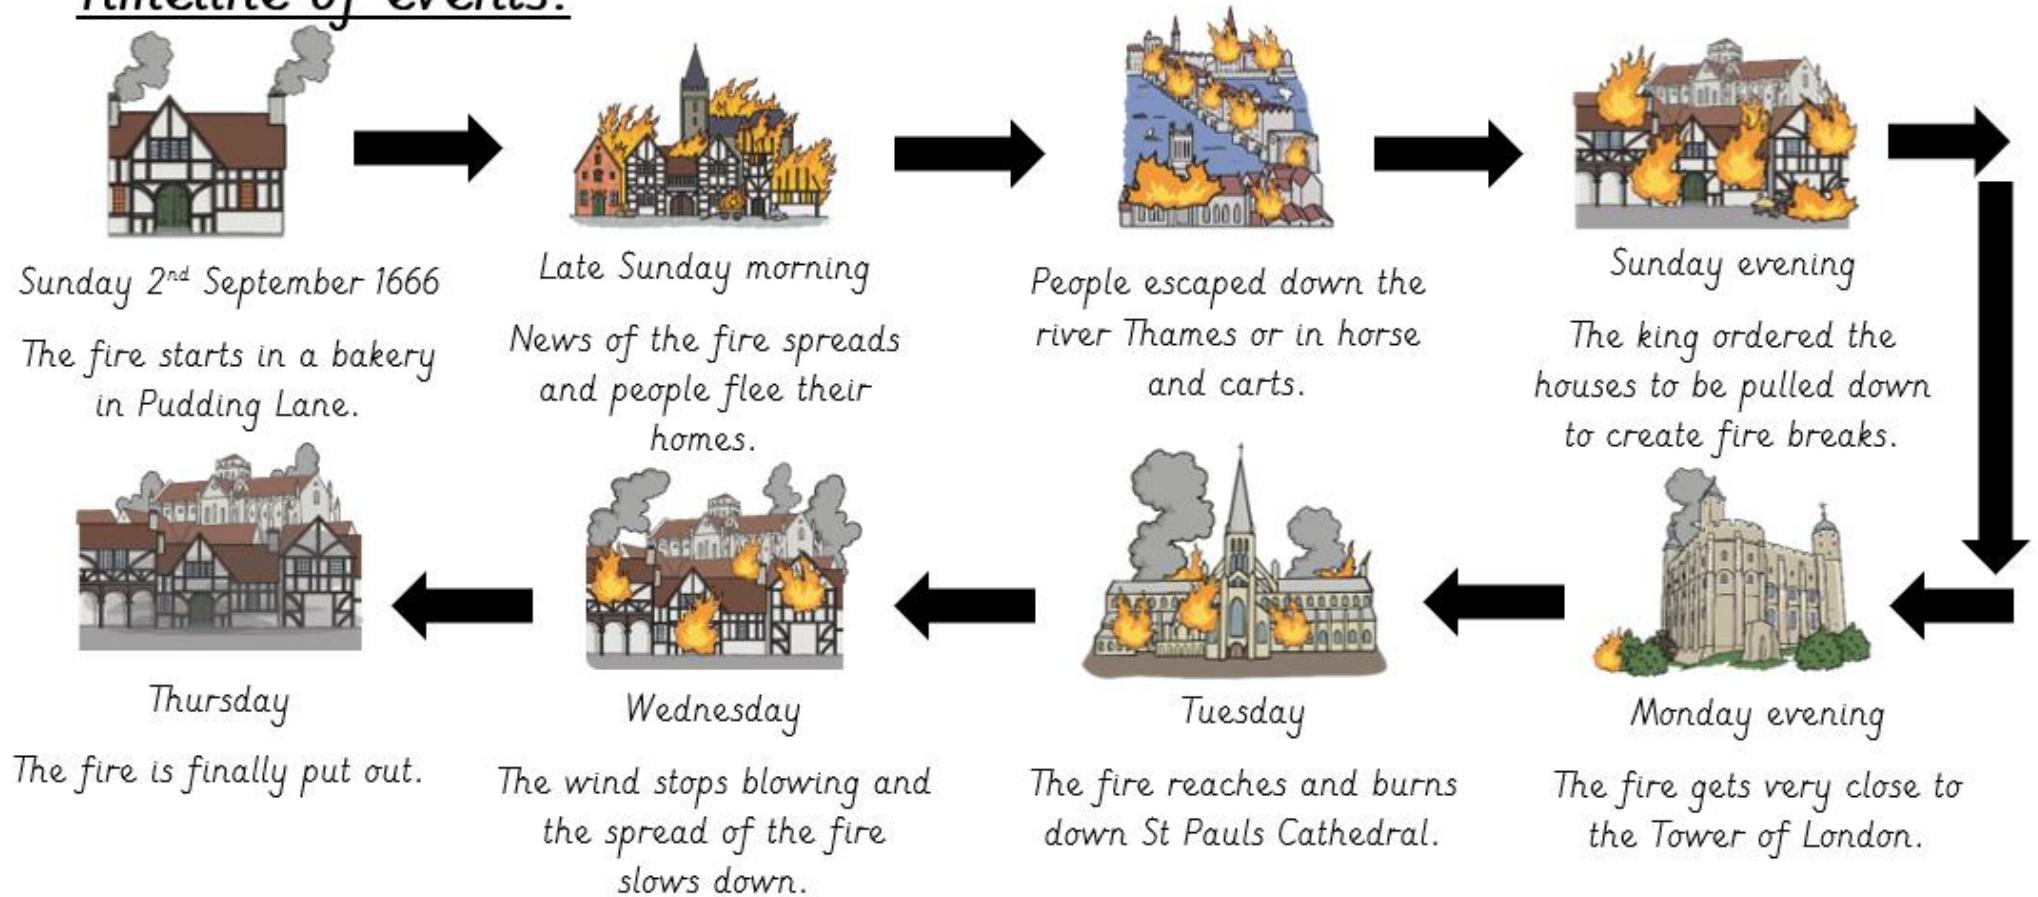 Timeline of events:
Sunday 2nd September 1666
The fire starts in a bakery
in Pudding Lane.
Late Sunday morning
News of the fire spreads
and people flee their
homes.
People escaped down the
river Thames or in horse
and carts.
Sunday evening
The king ordered the
houses to be pulled down
to create fire breaks.
Monday evening
The fire gets very close to
the Tower of London.
Tuesday
The fire reaches and burns
down St Pauls Cathedral.
Wednesday
The wind stops blowing and
the spread of the fire
slows down.
Thursday
The fire is finally put out.